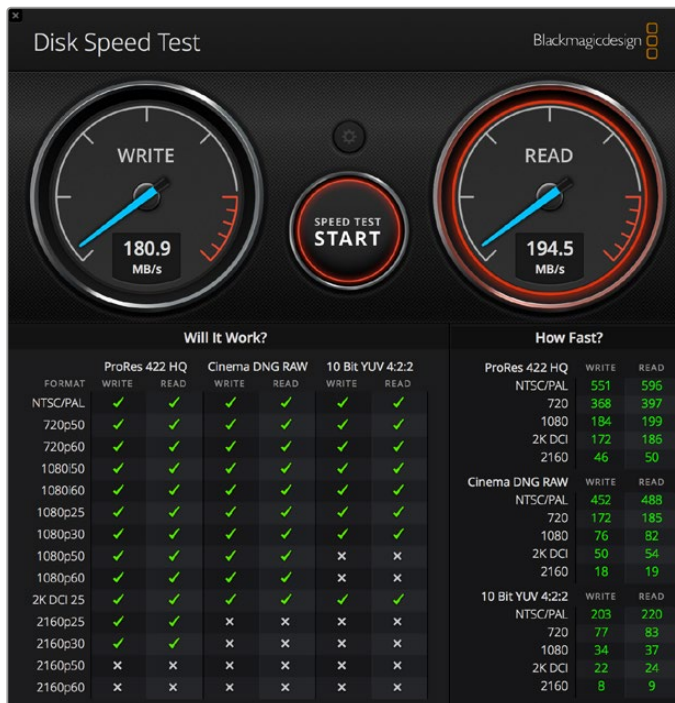 Disk Speed Test
Blackmagicdesign
WRITE
180.9
MB/s
SPEED TEST
START
READ
194.5
MB/s
Will It Work?
ProRes 422 HQ Cinema DNG RAW 10 Bit YUV 4:2:2
FORMAT WRITE READ WRITE READ WRITE READ
NTSC/PAL ✓ ✓ ✓ ✓ ✓ ✓
720p50 ✓ ✓ ✓ ✓ ✓ ✓
720p60 ✓ ✓ ✓ ✓ ✓ ✓
1080i50 ✓ ✓ ✓ ✓ ✓ ✓
1080i60 ✓ ✓ ✓ ✓ ✓ ✓
1080p25 ✓ ✓ ✓ ✓ ✓ ✓
1080p30 ✓ ✓ ✓ ✓ ✓ ✓
1080p50 ✓ ✓ ✓ ✓ × ×
1080p60 ✓ ✓ ✓ ✓ × ×
2K DCI 25 ✓ ✓ ✓ ✓ ✓ ✓
2160p25 ✓ ✓ × × × ×
2160p30 ✓ ✓ × × × ×
2160p50 × × × × × ×
2160p60 × × × × × ×
How Fast?
ProRes 422 HQ WRITE READ
NTSC/PAL 551 596
720 368 397
1080 184 199
2K DCI 172 186
2160 46 50
Cinema DNG RAW WRITE READ
NTSC/PAL 452 488
720 172 185
1080 76 82
2K DCI 50 54
2160 18 19
10 Bit YUV 4:2:2 WRITE READ
NTSC/PAL 203 220
720 77 83
1080 34 37
2K DCI 22 24
2160 8 9